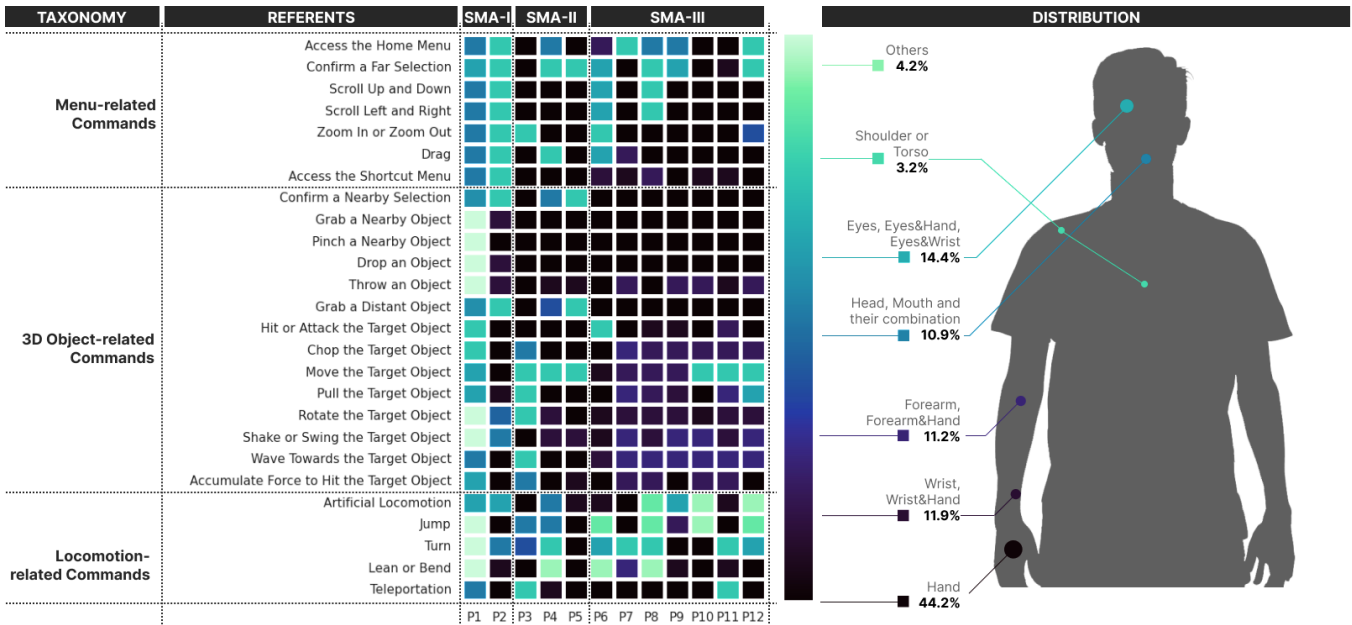 TAXONOMY REFERENTS SMA-I SMA-II SMA-III DISTRIBUTION
Menu-related
Commands
Access the Home Menu
Confirm a Far Selection
Scroll Up and Down
Scroll Left and Right
Zoom In or Zoom Out
Drag
Access the Shortcut Menu
3D Object-related
Commands
Confirm a Nearby Selection
Grab a Nearby Object
Pinch a Nearby Object
Drop an Object
Throw an Object
Grab a Distant Object
Hit or Attack the Target Object
Chop the Target Object
Move the Target Object
Pull the Target Object
Rotate the Target Object
Shake or Swing the Target Object
Wave Towards the Target Object
Accumulate Force to Hit the Target Object
Locomotion-
related Commands
Artificial Locomotion
Jump
Turn
Lean or Bend
Teleportation
P1 P2 P3 P4 P5 P6 P7 P8 P9 P10 P11 P12
Others
4.2%
Shoulder or
Torso
3.2%
Eyes, Eyes&Hand,
Eyes&Wrist
14.4%
Head, Mouth and
their combination
10.9%
Forearm,
Forearm&Hand
11.2%
Wrist,
Wrist&Hand
11.9%
Hand
44.2%